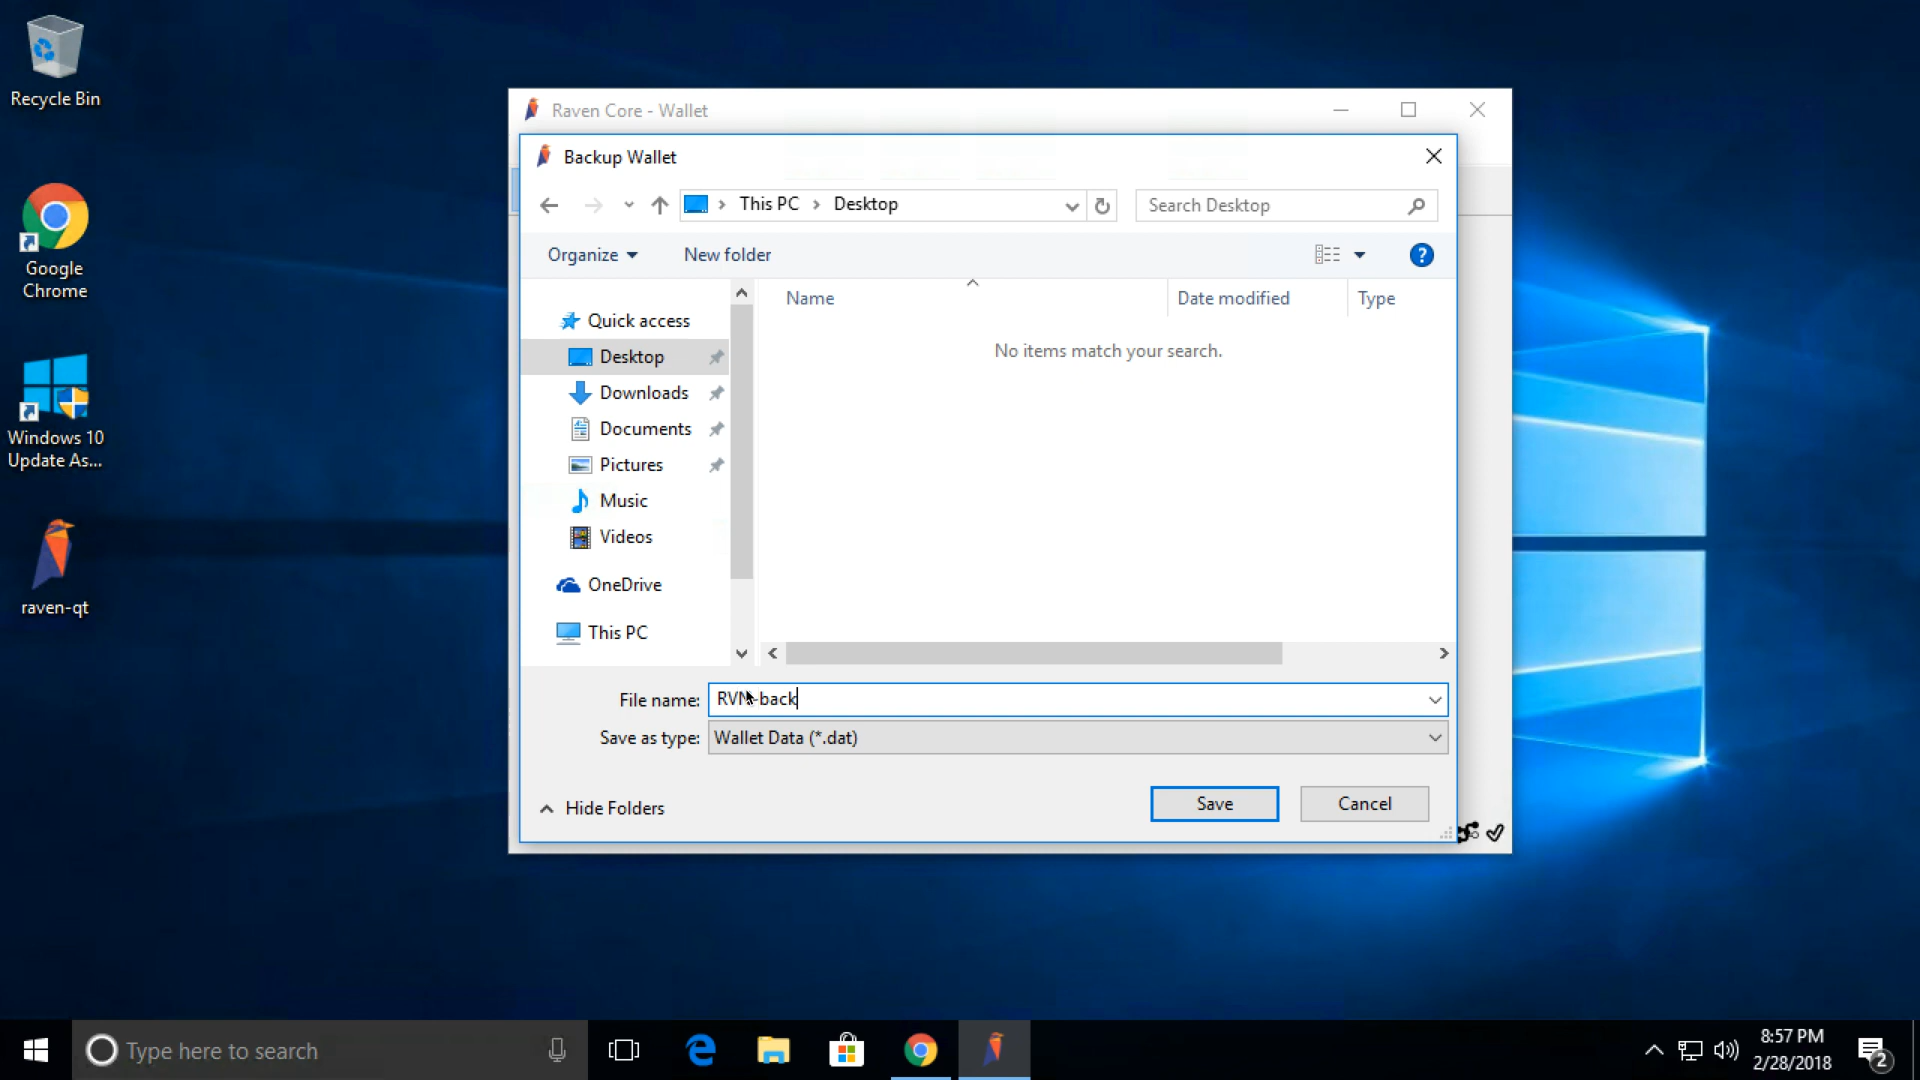 Recycle Bin
Google
Chrome
Windows 10
Update As...
raven-qt
Raven Core - Wallet
Backup Wallet
This PC > Desktop
Search Desktop
Organize
New folder
?
Quick access
Desktop
Downloads
Documents
Pictures
Music
Videos
OneDrive
This PC
Name
Date modified
Type
No items match your search.
File name:
RVN-back
Save as type:
Wallet Data (*.dat)
Hide Folders
Save
Cancel
Type here to search
8:57 PM
2/28/2018
2